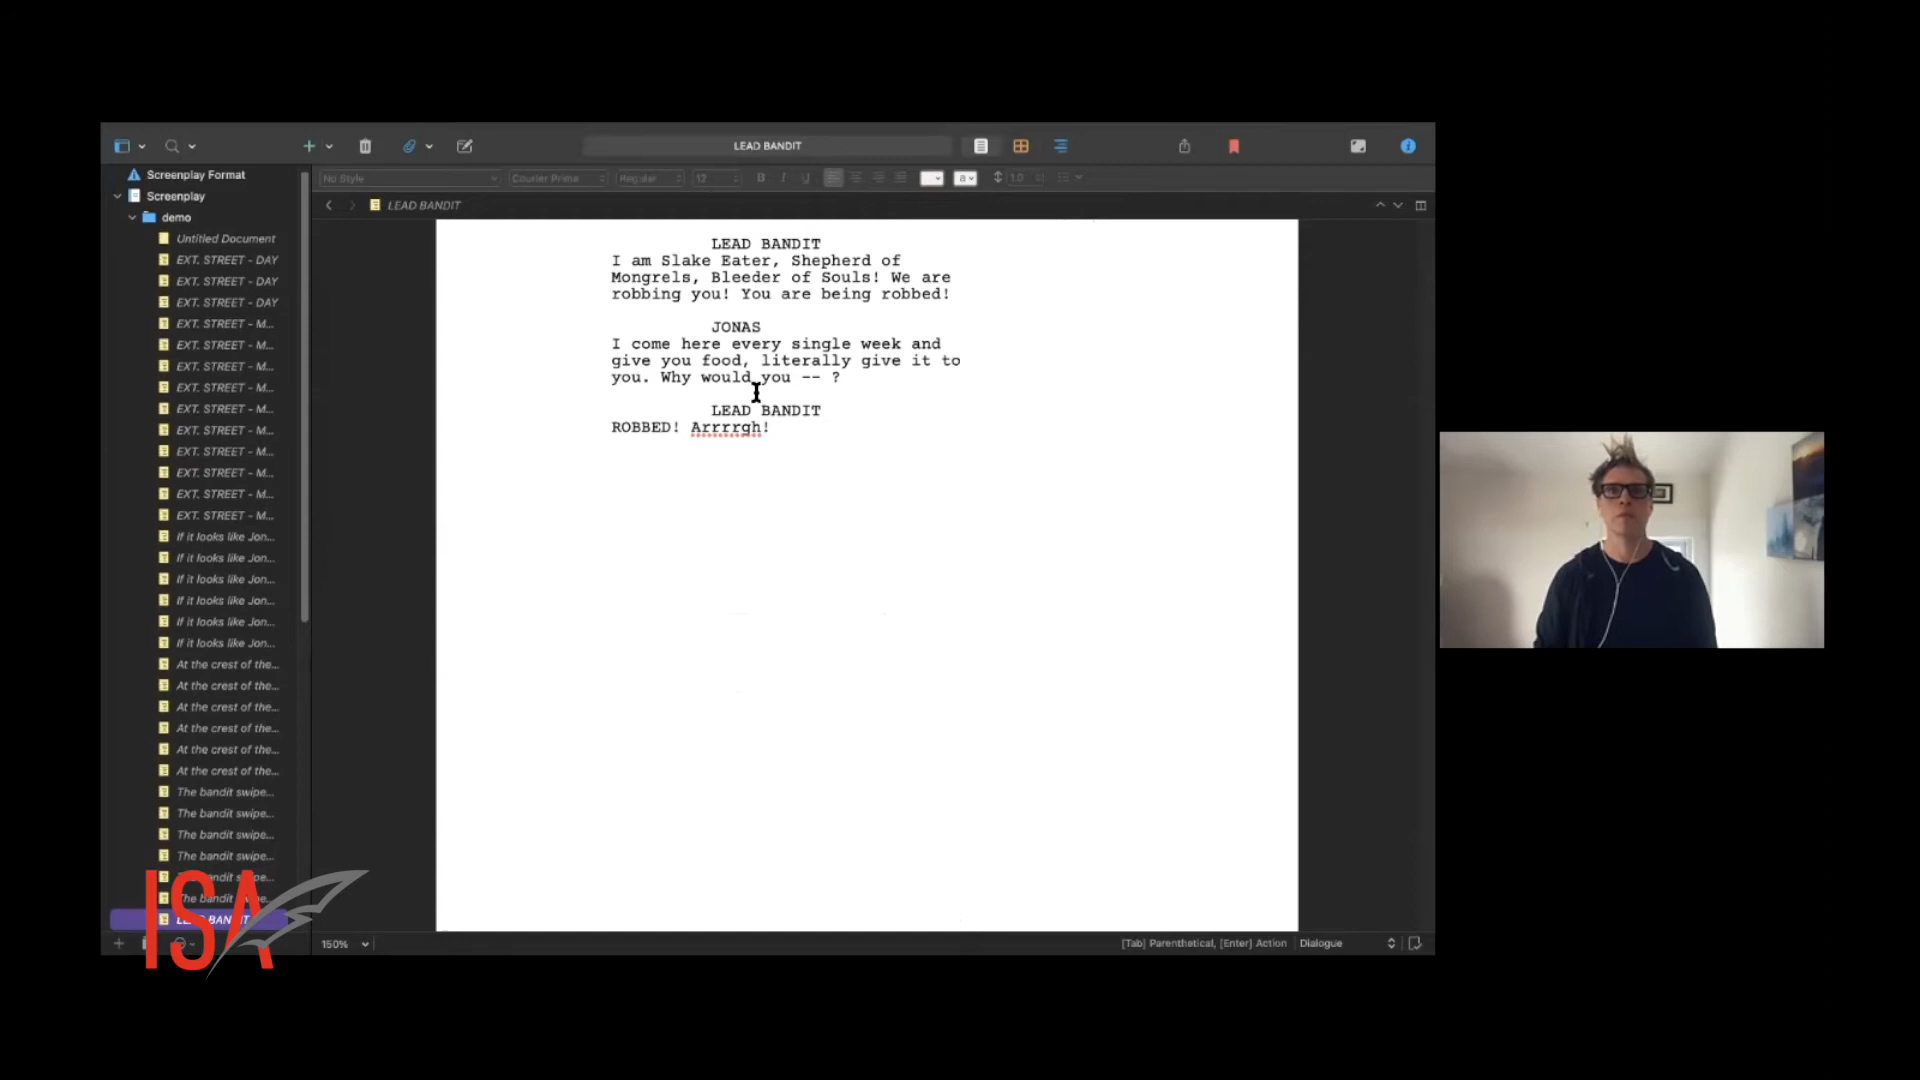 LEAD BANDIT
Screenplay Format
No Style
Courier Prime
Regular
12
B
I
U
a
1.0
Screenplay
LEAD BANDIT
demo
Untitled Document
EXT. STREET - DAY
EXT. STREET - DAY
EXT. STREET - DAY
EXT. STREET - M...
EXT. STREET - M...
EXT. STREET - M...
EXT. STREET - M...
EXT. STREET - M...
EXT. STREET - M...
EXT. STREET - M...
EXT. STREET - M...
EXT. STREET - M...
EXT. STREET - M...
If it looks like Jon...
If it looks like Jon...
If it looks like Jon...
If it looks like Jon...
If it looks like Jon...
If it looks like Jon...
At the crest of the...
At the crest of the...
At the crest of the...
At the crest of the...
At the crest of the...
At the crest of the...
The bandit swipe...
The bandit swipe...
The bandit swipe...
The bandit swipe...
LEAD BANDIT
I am Slake Eater, Shepherd of
Mongrels, Bleeder of Souls! We are
robbing you! You are being robbed!
JONAS
I come here every single week and
give you food, literally give it to
you. Why would you -- ?
LEAD BANDIT
ROBBED! Arrrrgh!
ISA
150%
[Tab] Parenthetical, [Enter] Action
Dialogue